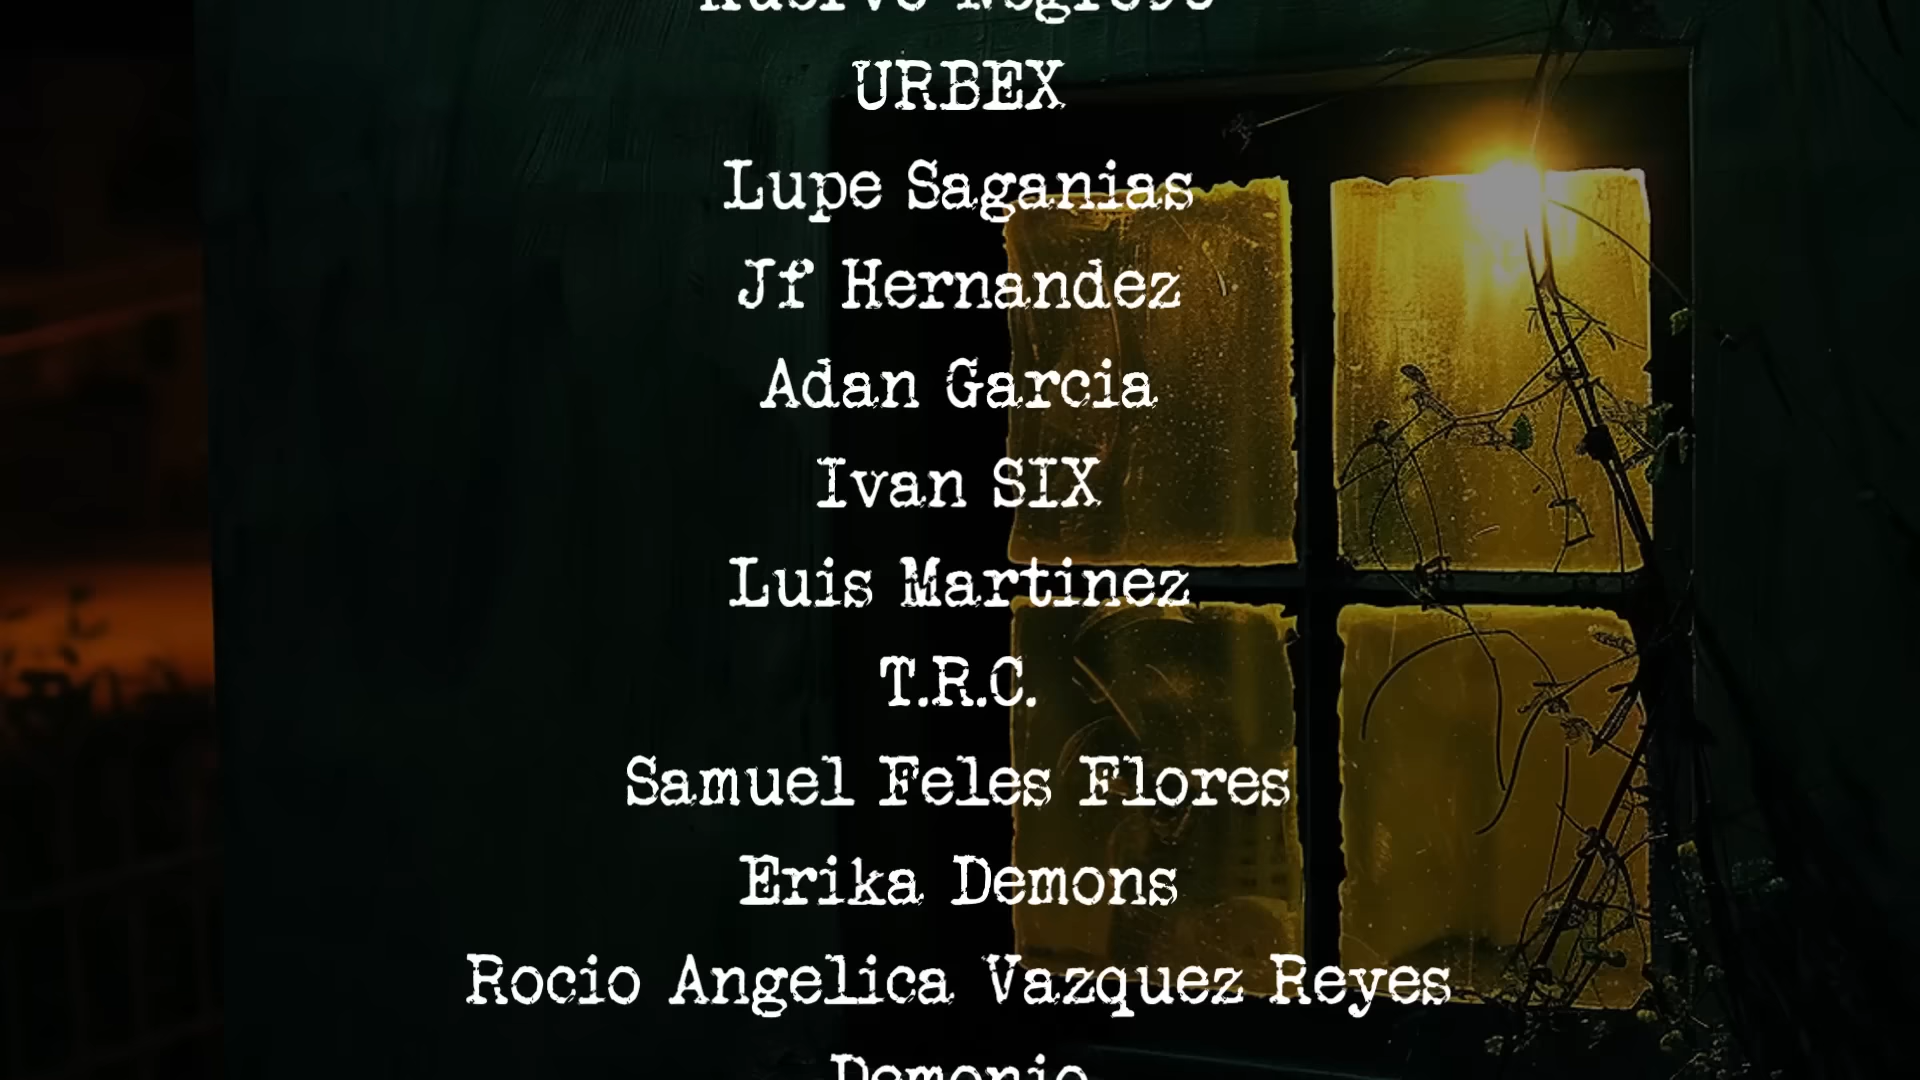 URBEX
Lupe Saganias
Jf Hernandez
Adan Garcia
Ivan SIX
Luis Martinez
T.R.C.
Samuel Feles Flores
Erika Demons
Rocio Angelica Vazquez Reyes
Demonio